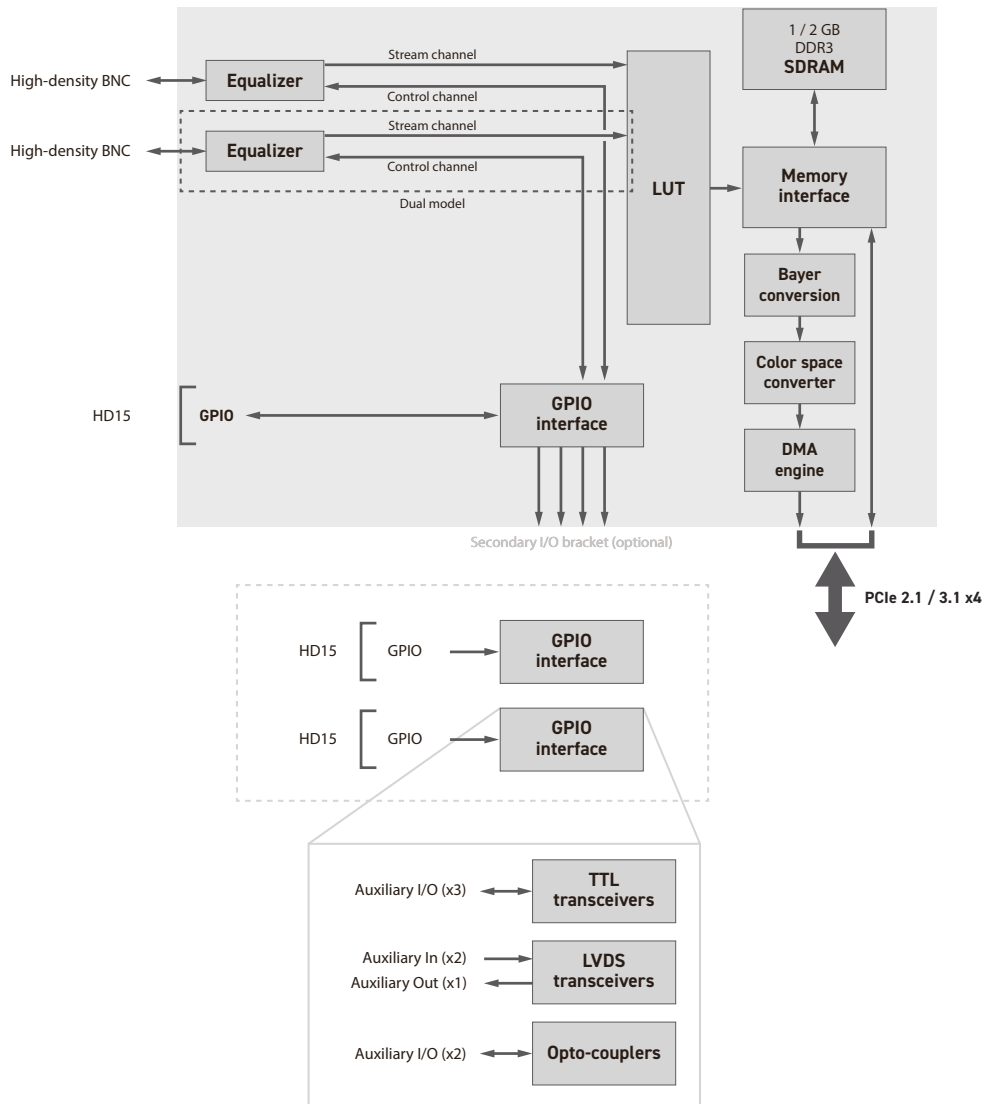 1 / 2 GB
DDR3
SDRAM
High-density BNC
Equalizer
Stream channel
Control channel
High-density BNC
Equalizer
Stream channel
Control channel
Dual model
LUT
Memory
interface
Bayer
conversion
Color space
converter
DMA
engine
HD15
GPIO
GPIO
interface
Secondary I/O bracket (optional)
PCIe 2.1 / 3.1 x4
HD15
GPIO
GPIO
interface
HD15
GPIO
GPIO
interface
Auxiliary I/O (x3)
TTL
transceivers
Auxiliary In (x2)
Auxiliary Out (x1)
LVDS
transceivers
Auxiliary I/O (x2)
Opto-couplers